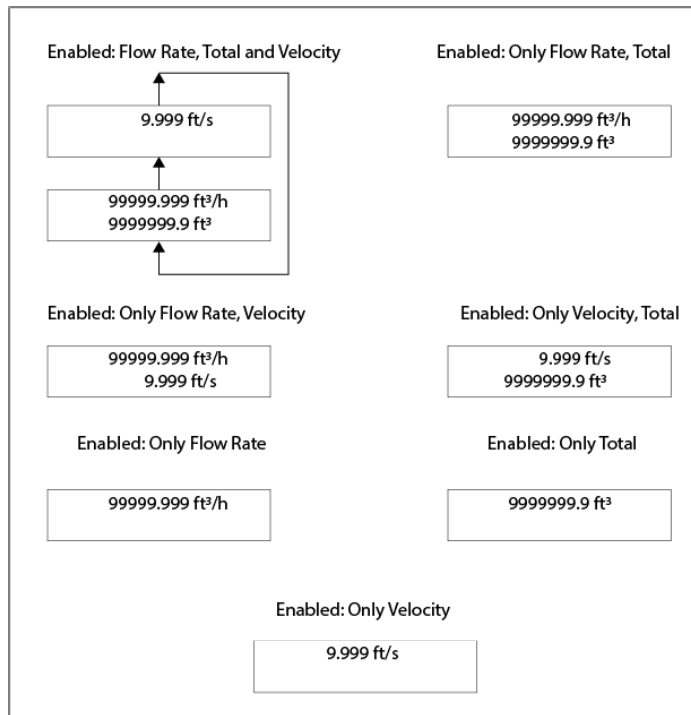 Enabled: Flow Rate, Total and Velocity
9.999 ft/s
99999.999 ft³/h
9999999.9 ft³
Enabled: Only Flow Rate, Total
99999.999 ft³/h
9999999.9 ft³
Enabled: Only Flow Rate, Velocity
99999.999 ft³/h
9.999 ft/s
Enabled: Only Velocity, Total
9.999 ft/s
9999999.9 ft³
Enabled: Only Flow Rate
99999.999 ft³/h
Enabled: Only Total
9999999.9 ft³
Enabled: Only Velocity
9.999 ft/s